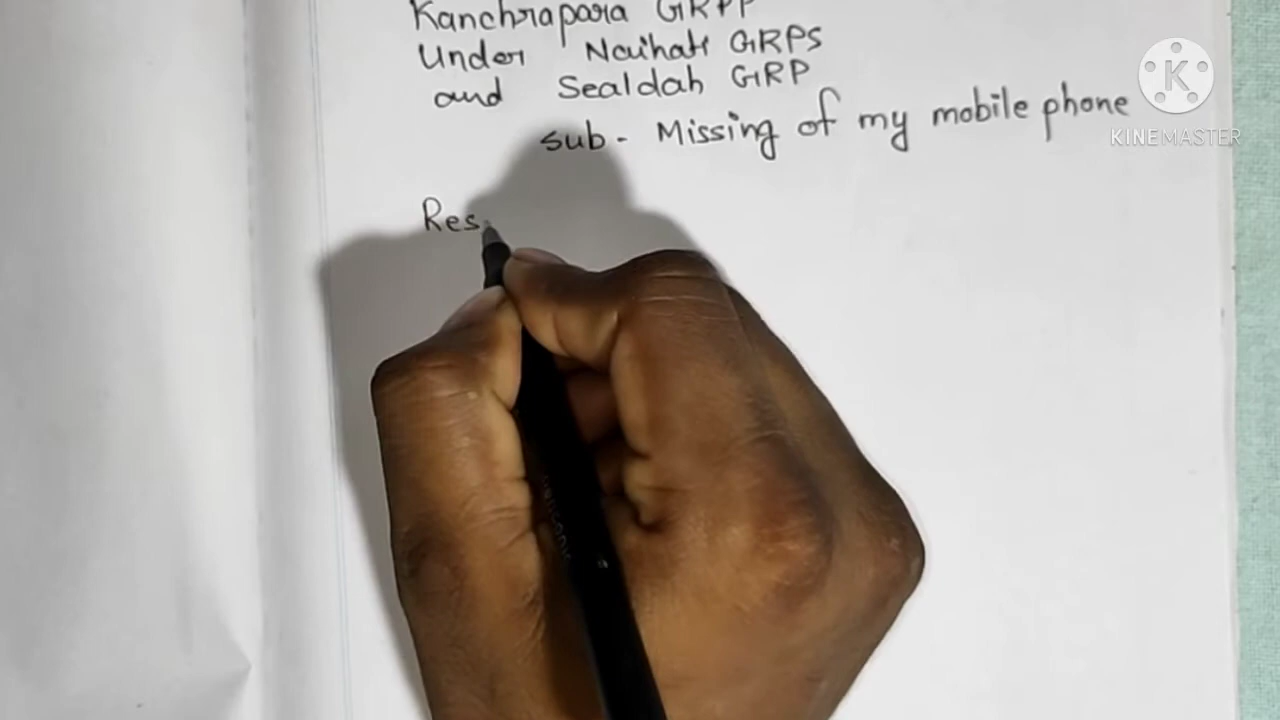 Kanchrapara GRPP
Under Naihati GRPS
and Sealdah GRP
Sub - Missing of my mobile phone
Res
K
KINEMASTER